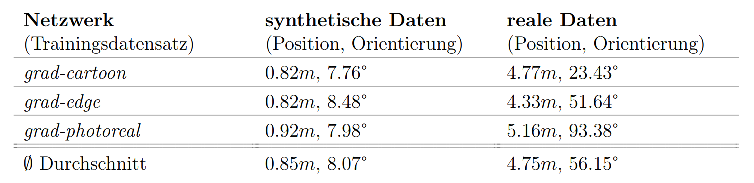 Netzwerk synthetische Daten reale Daten
(Trainingsdatensatz) (Position, Orientierung) (Position, Orientierung)
grad-cartoon 0.82m, 7.76° 4.77m, 23.43°
grad-edge 0.82m, 8.48° 4.33m, 51.64°
grad-photoreal 0.92m, 7.98° 5.16m, 93.38°
∅ Durchschnitt 0.85m, 8.07° 4.75m, 56.15°